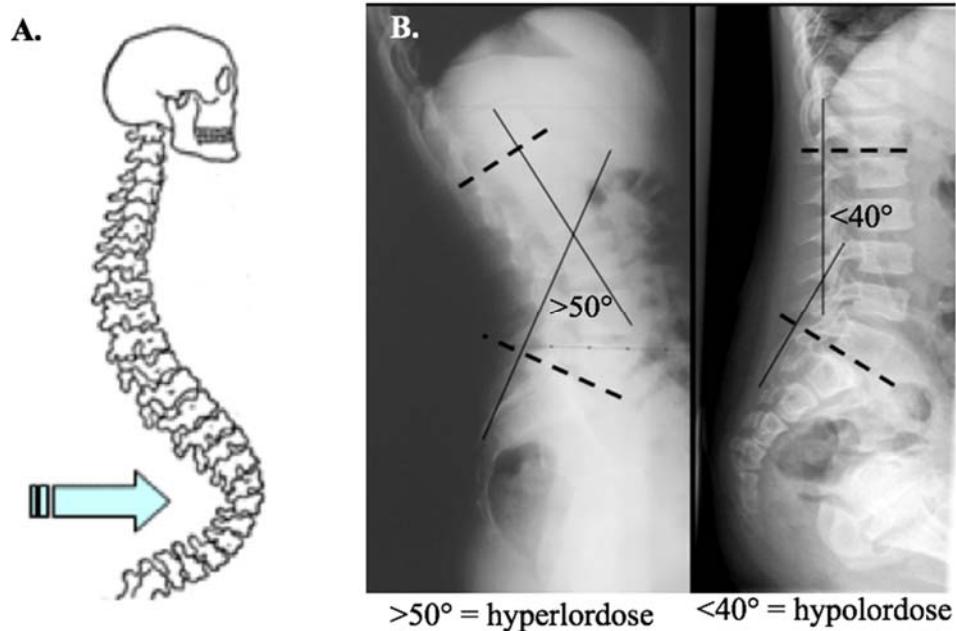 A.
B.
>50°
<40°
>50° = hyperlordose
<40° = hypolordose